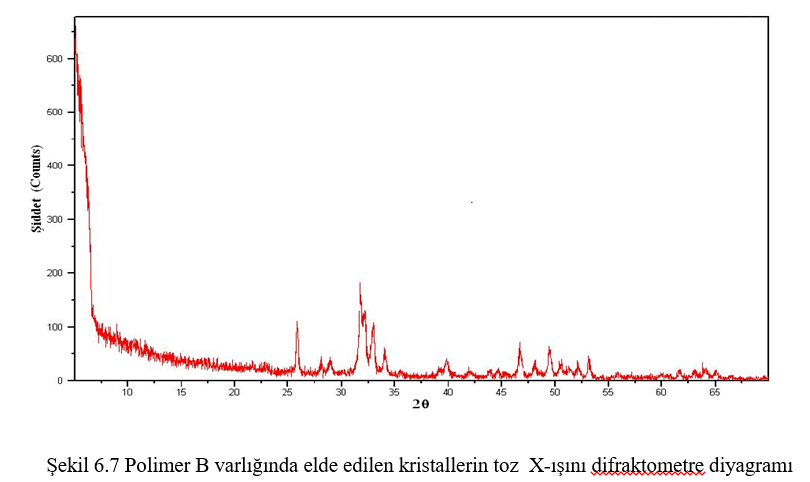 Şiddet (Counts)
600
500
400
300
200
100
0
10 15 20 25 30 35 40 45 50 55 60 65
2θ
Şekil 6.7 Polimer B varlığında elde edilen kristallerin toz X-ışını difraktometre diyagramı